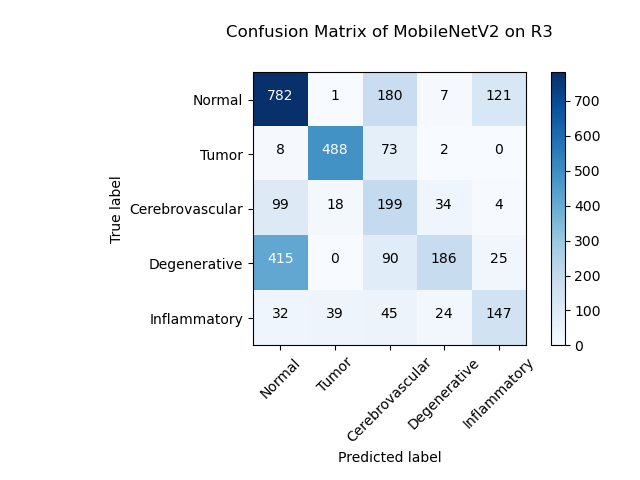 Confusion Matrix of MobileNetV2 on R3
True label
Normal 782 1 180 7 121
Tumor 8 488 73 2 0
Cerebrovascular 99 18 199 34 4
Degenerative 415 0 90 186 25
Inflammatory 32 39 45 24 147
Normal Tumor Cerebrovascular Degenerative Inflammatory
Predicted label
700
600
500
400
300
200
100
0